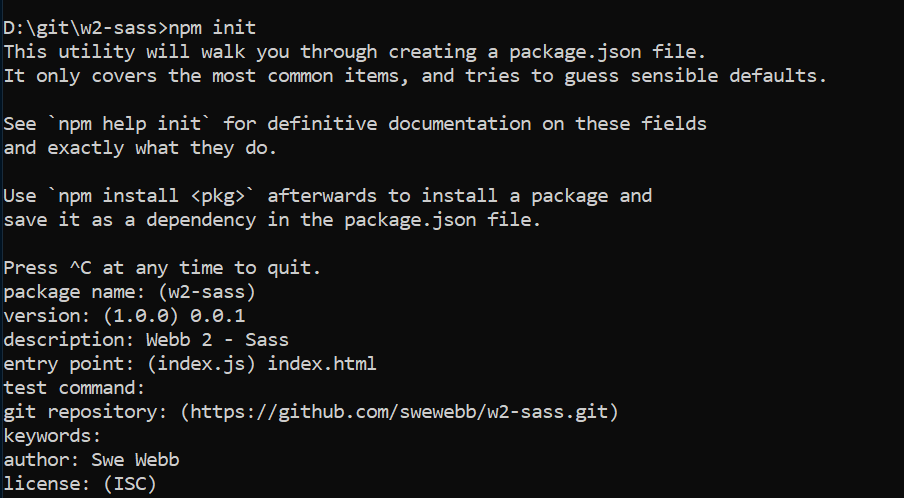 D:\git\w2-sass>npm init
This utility will walk you through creating a package.json file.
It only covers the most common items, and tries to guess sensible defaults.
See `npm help init` for definitive documentation on these fields
and exactly what they do.
Use `npm install <pkg>` afterwards to install a package and
save it as a dependency in the package.json file.
Press ^C at any time to quit.
package name: (w2-sass)
version: (1.0.0) 0.0.1
description: Webb 2 - Sass
entry point: (index.js) index.html
test command:
git repository: (https://github.com/swewebb/w2-sass.git)
keywords:
author: Swe Webb
license: (ISC)